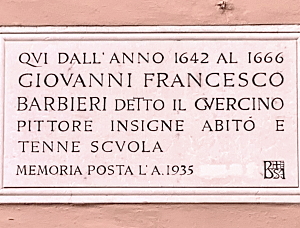 QVI DALL'ANNO 1642 AL 1666
GIOVANNI FRANCESCO
BARBIERI DETTO IL GVERCINO
PITTORE INSIGNE ABITÓ E
TENNE SCVOLA
MEMORIA POSTA L'A.1935